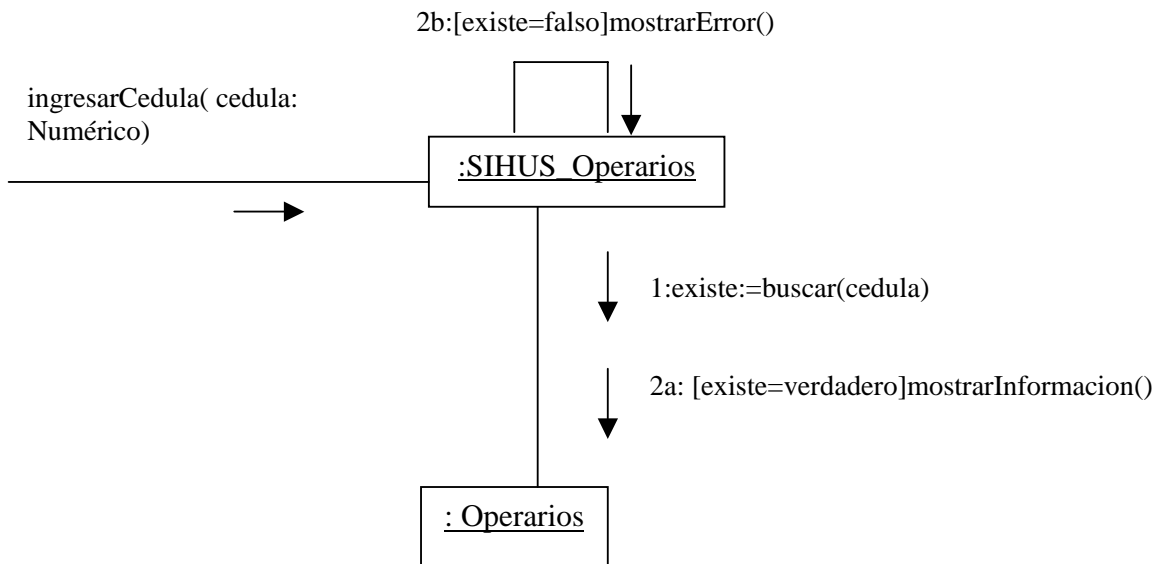 2b:[existe=falso]mostrarError()
ingresarCedula( cedula:
Numérico)
:SIHUS_Operarios
1:existe:=buscar(cedula)
2a: [existe=verdadero]mostrarInformacion()
: Operarios